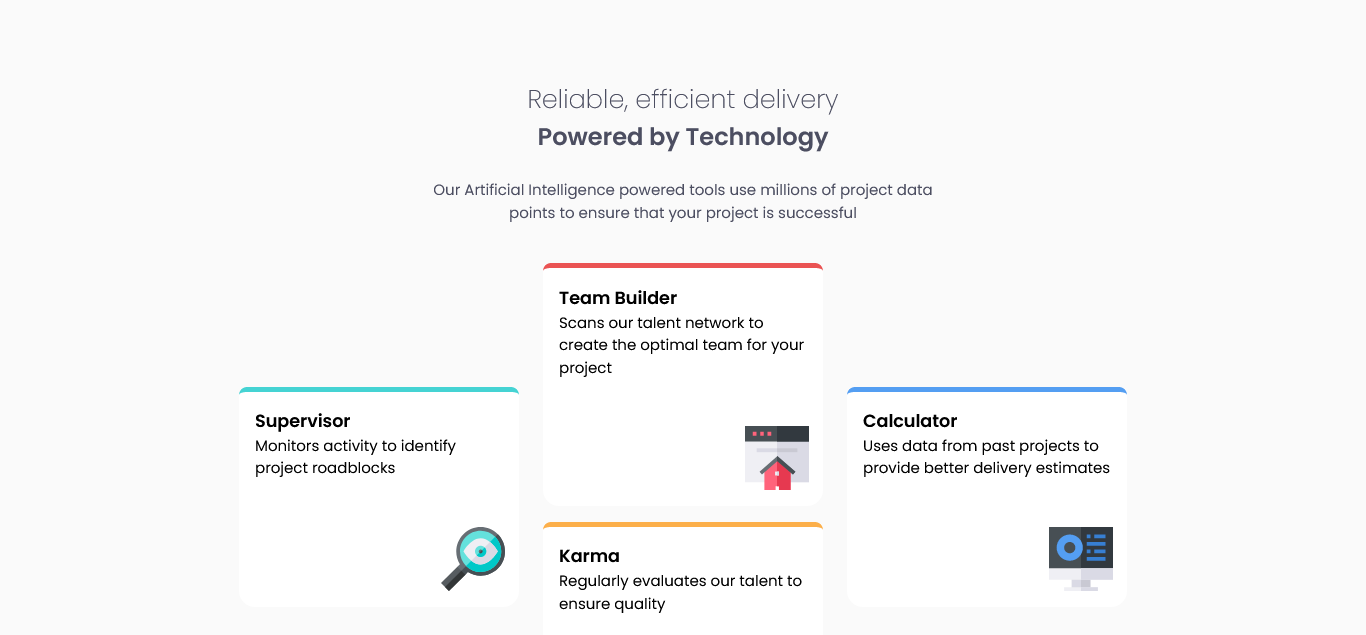 Reliable, efficient delivery
Powered by Technology
Our Artificial Intelligence powered tools use millions of project data
points to ensure that your project is successful
Team Builder
Scans our talent network to
create the optimal team for your
project
Supervisor
Monitors activity to identify
project roadblocks
Calculator
Uses data from past projects to
provide better delivery estimates
Karma
Regularly evaluates our talent to
ensure quality